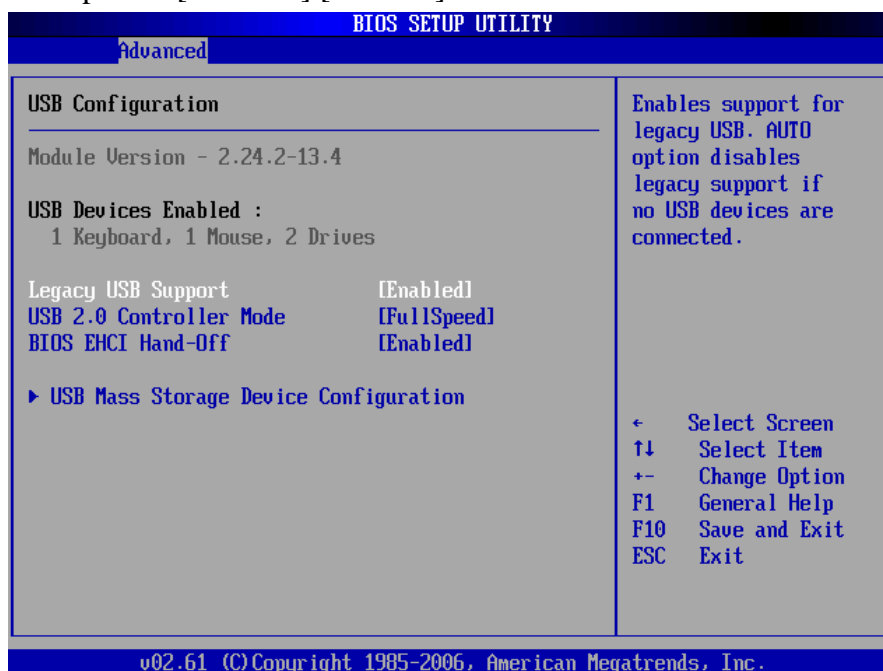 BIOS SETUP UTILITY
Advanced
USB Configuration
Module Version - 2.24.2-13.4
USB Devices Enabled :
1 Keyboard, 1 Mouse, 2 Drives
Legacy USB Support [Enabled]
USB 2.0 Controller Mode [FullSpeed]
BIOS EHCI Hand-Off [Enabled]
▶ USB Mass Storage Device Configuration
Enables support for
legacy USB. AUTO
option disables
legacy support if
no USB devices are
connected.
← Select Screen
↑↓ Select Item
+- Change Option
F1 General Help
F10 Save and Exit
ESC Exit
v02.61 (C)Copyright 1985-2006, American Megatrends, Inc.